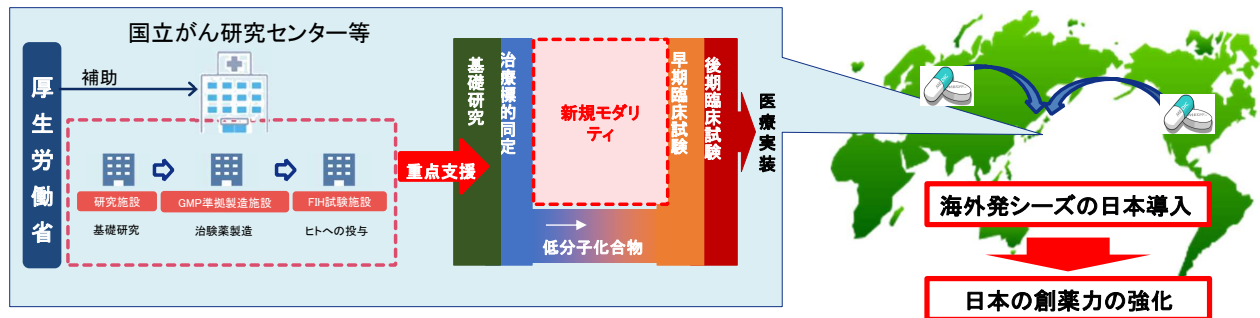 国立がん研究センター等
厚生労働省
補助
研究施設
GMP準拠製造施設
FIH試験施設
基礎研究
治験薬製造
ヒトへの投与
重点支援
基礎研究
治療標的同定
新規モダリ
ティ
低分子化合物
早期臨床試験
後期臨床試験
医療実装
海外発シーズの日本導入
日本の創薬力の強化